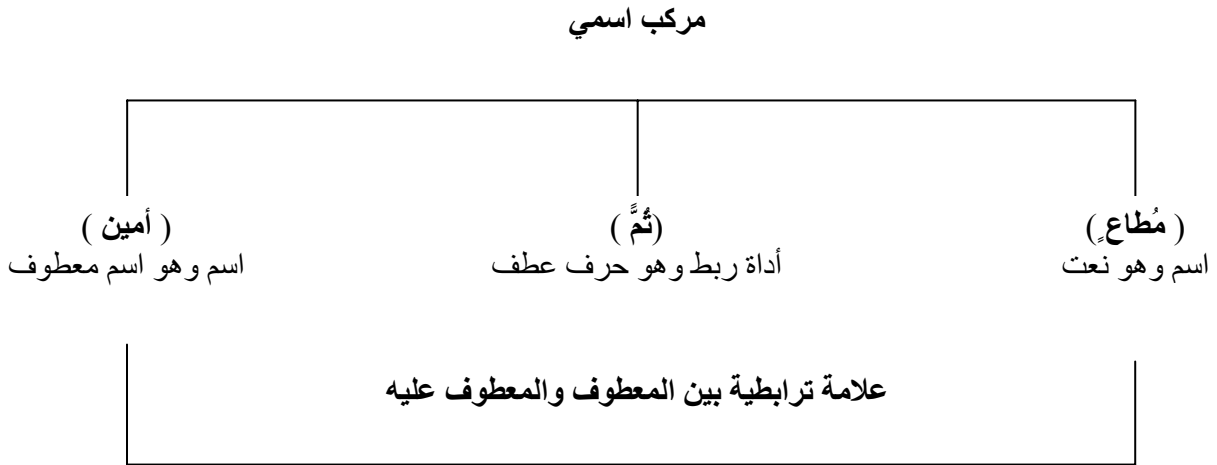 مركب اسمي
( مُطاعٍ ) (ثُمًّ ) ( أمين )
اسم وهو نعت أداة ربط وهو حرف عطف اسم وهو اسم معطوف
علامة ترابطية بين المعطوف والمعطوف عليه